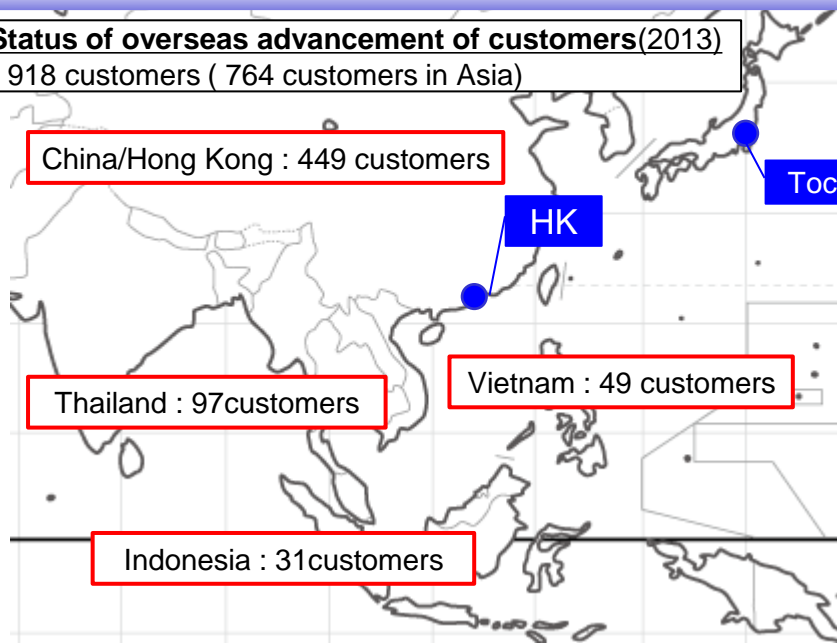 Status of overseas advancement of customers(2013)
918 customers ( 764 customers in Asia)
China/Hong Kong : 449 customers
Toc
HK
Vietnam : 49 customers
Thailand : 97customers
Indonesia : 31customers